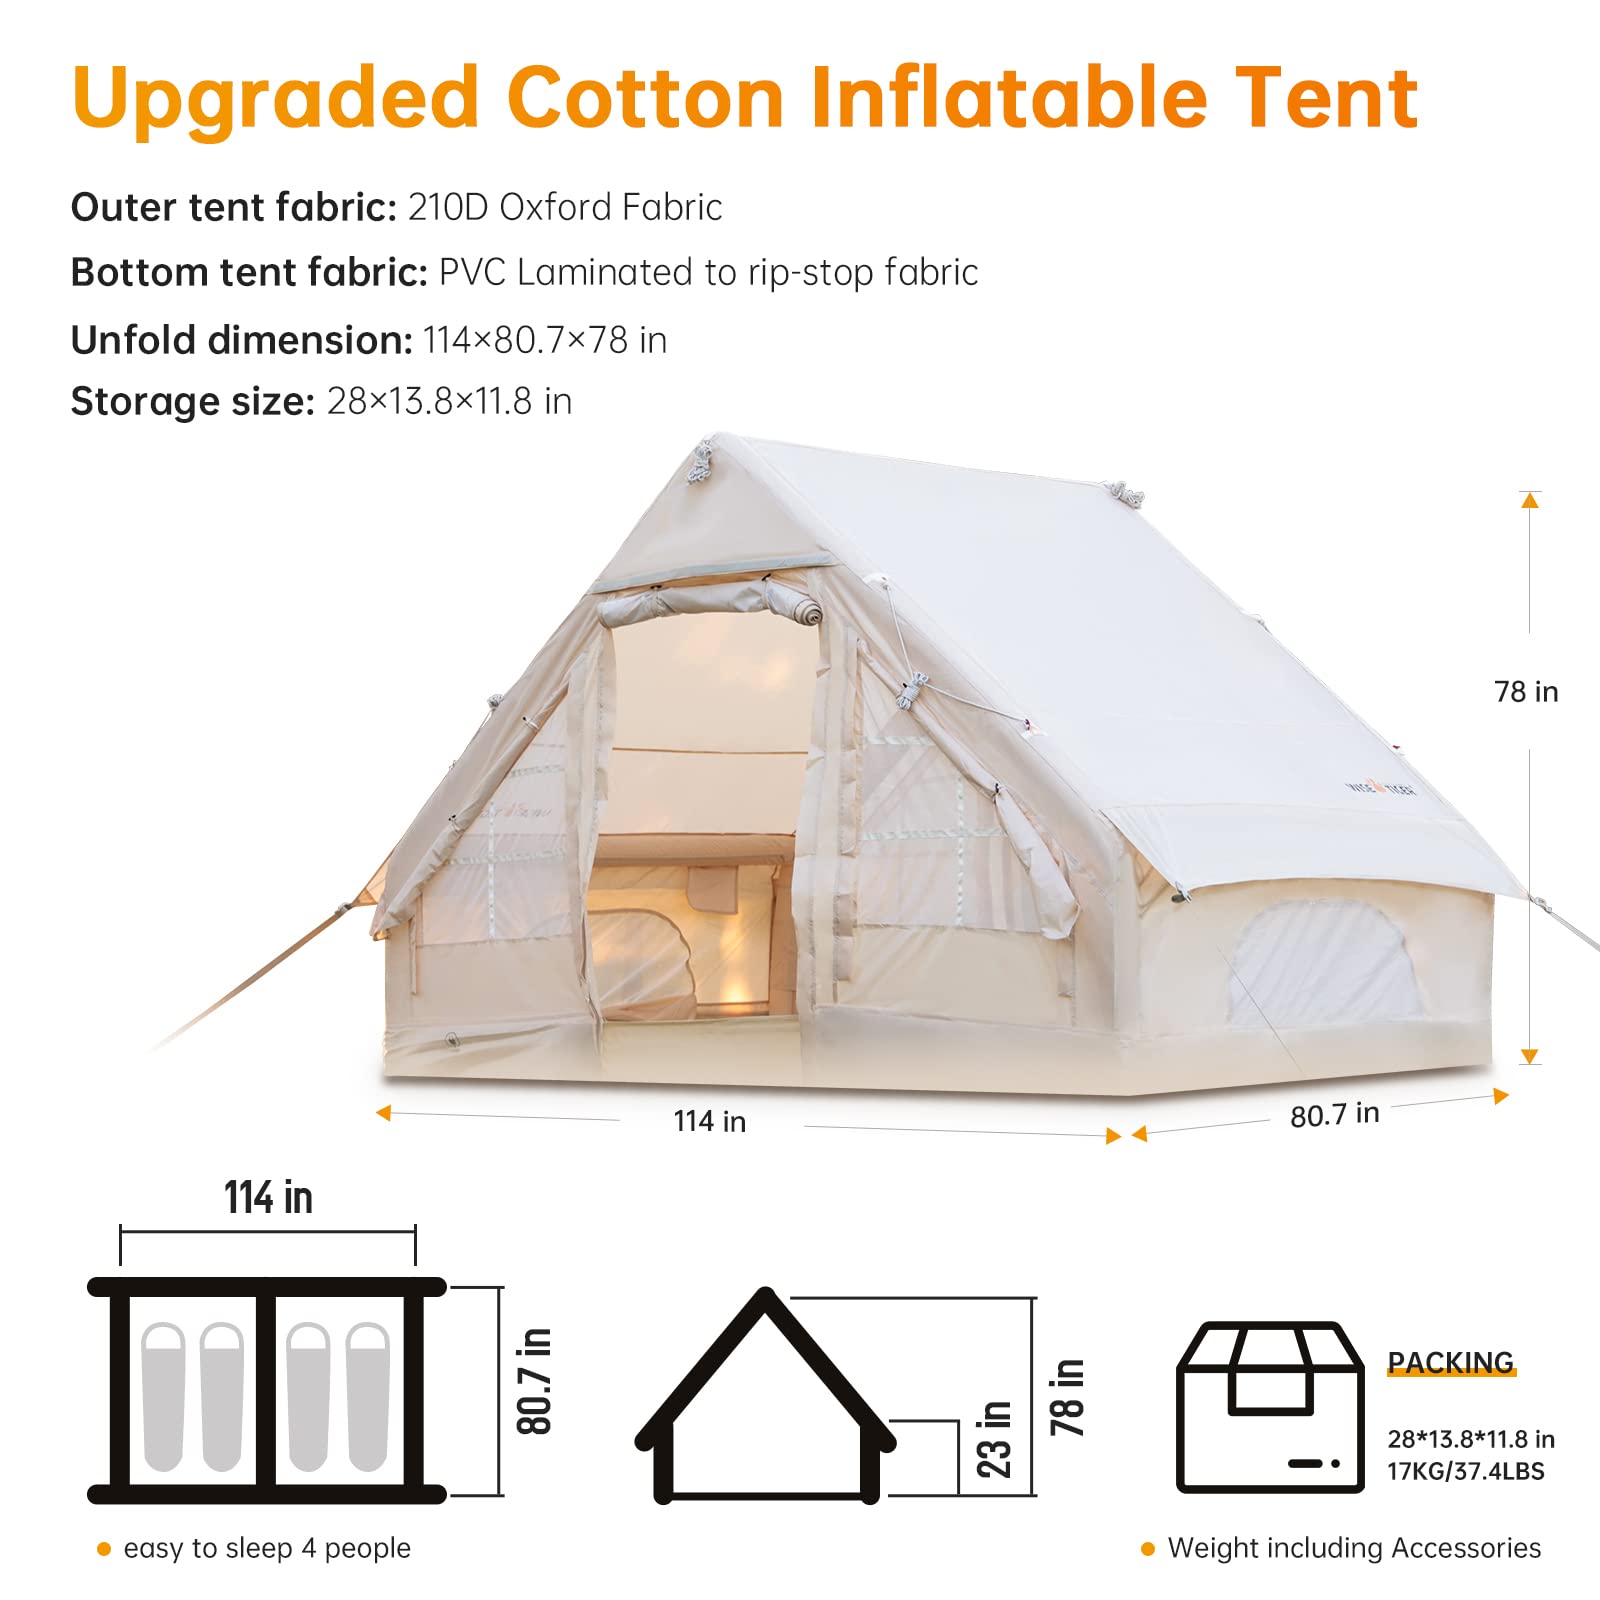 Upgraded Cotton Inflatable Tent
Outer tent fabric: 210D Oxford Fabric
Bottom tent fabric: PVC Laminated to rip-stop fabric
Unfold dimension: 114×80.7×78 in
Storage size: 28×13.8×11.8 in
78 in
WISE TIGER
114 in
80.7 in
114 in
80.7 in
23 in
78 in
PACKING
28*13.8*11.8 in
17KG/37.4LBS
easy to sleep 4 people
Weight including Accessories